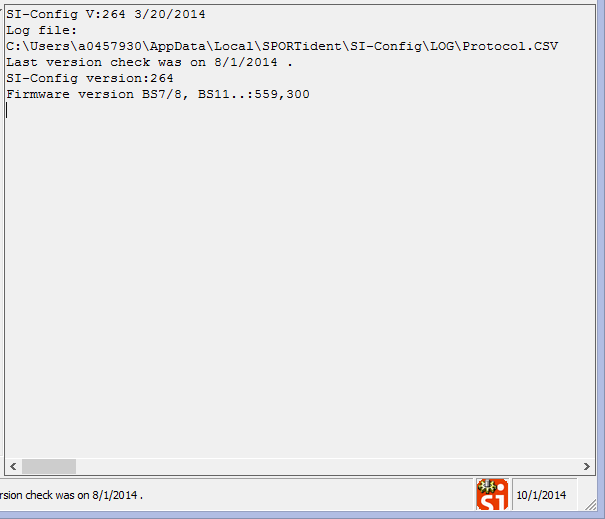 SI-Config V:264 3/20/2014
Log file:
C:\Users\a0457930\AppData\Local\SPORTident\SI-Config\LOG\Protocol.CSV
Last version check was on 8/1/2014 .
SI-Config version:264
Firmware version BS7/8, BS11..:559,300
rsion check was on 8/1/2014 .
si
10/1/2014